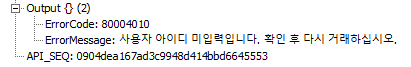 Output {} (2)
ErrorCode: 80004010
ErrorMessage: 사용자 아이디 미입력입니다. 확인 후 다시 거래하십시오.
API_SEQ: 0904dea167ad3c9948d414bbd6645553